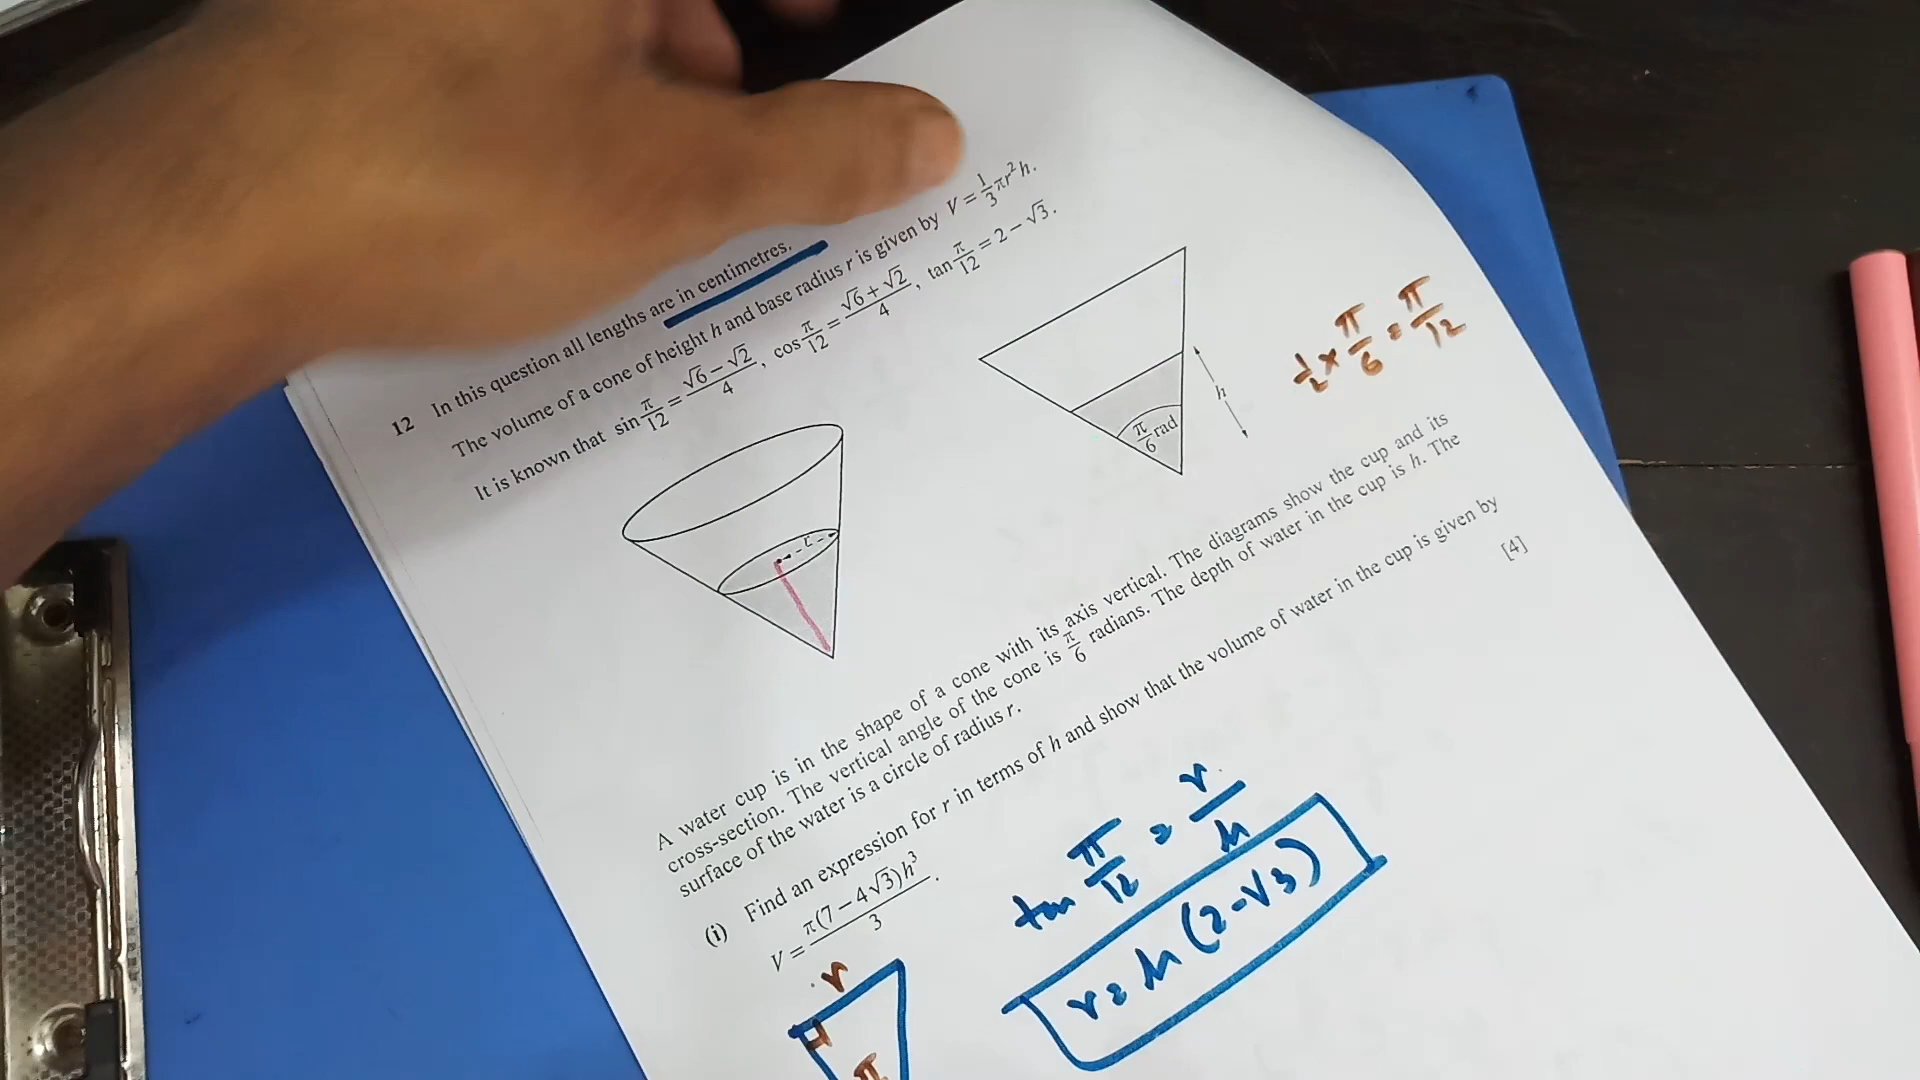 12 In this question all lengths are in centimetres.
The volume of a cone of height h and base radius r is given by V = 1/3 πr²h.
It is known that sin π/12 = (√6 − √2)/4, cos π/12 = (√6 + √2)/4, tan π/12 = 2 − √3.
r
π/6 rad
h
1/2 × π/6 = π/12
A water cup is in the shape of a cone with its axis vertical. The diagrams show the cup and its
cross-section. The vertical angle of the cone is π/6 radians. The depth of water in the cup is h. The
surface of the water is a circle of radius r.
(i) Find an expression for r in terms of h and show that the volume of water in the cup is given by
V = π(7 − 4√3)h³/3. [4]
tan π/12 = r/h
r = h (2-√3)
r
π